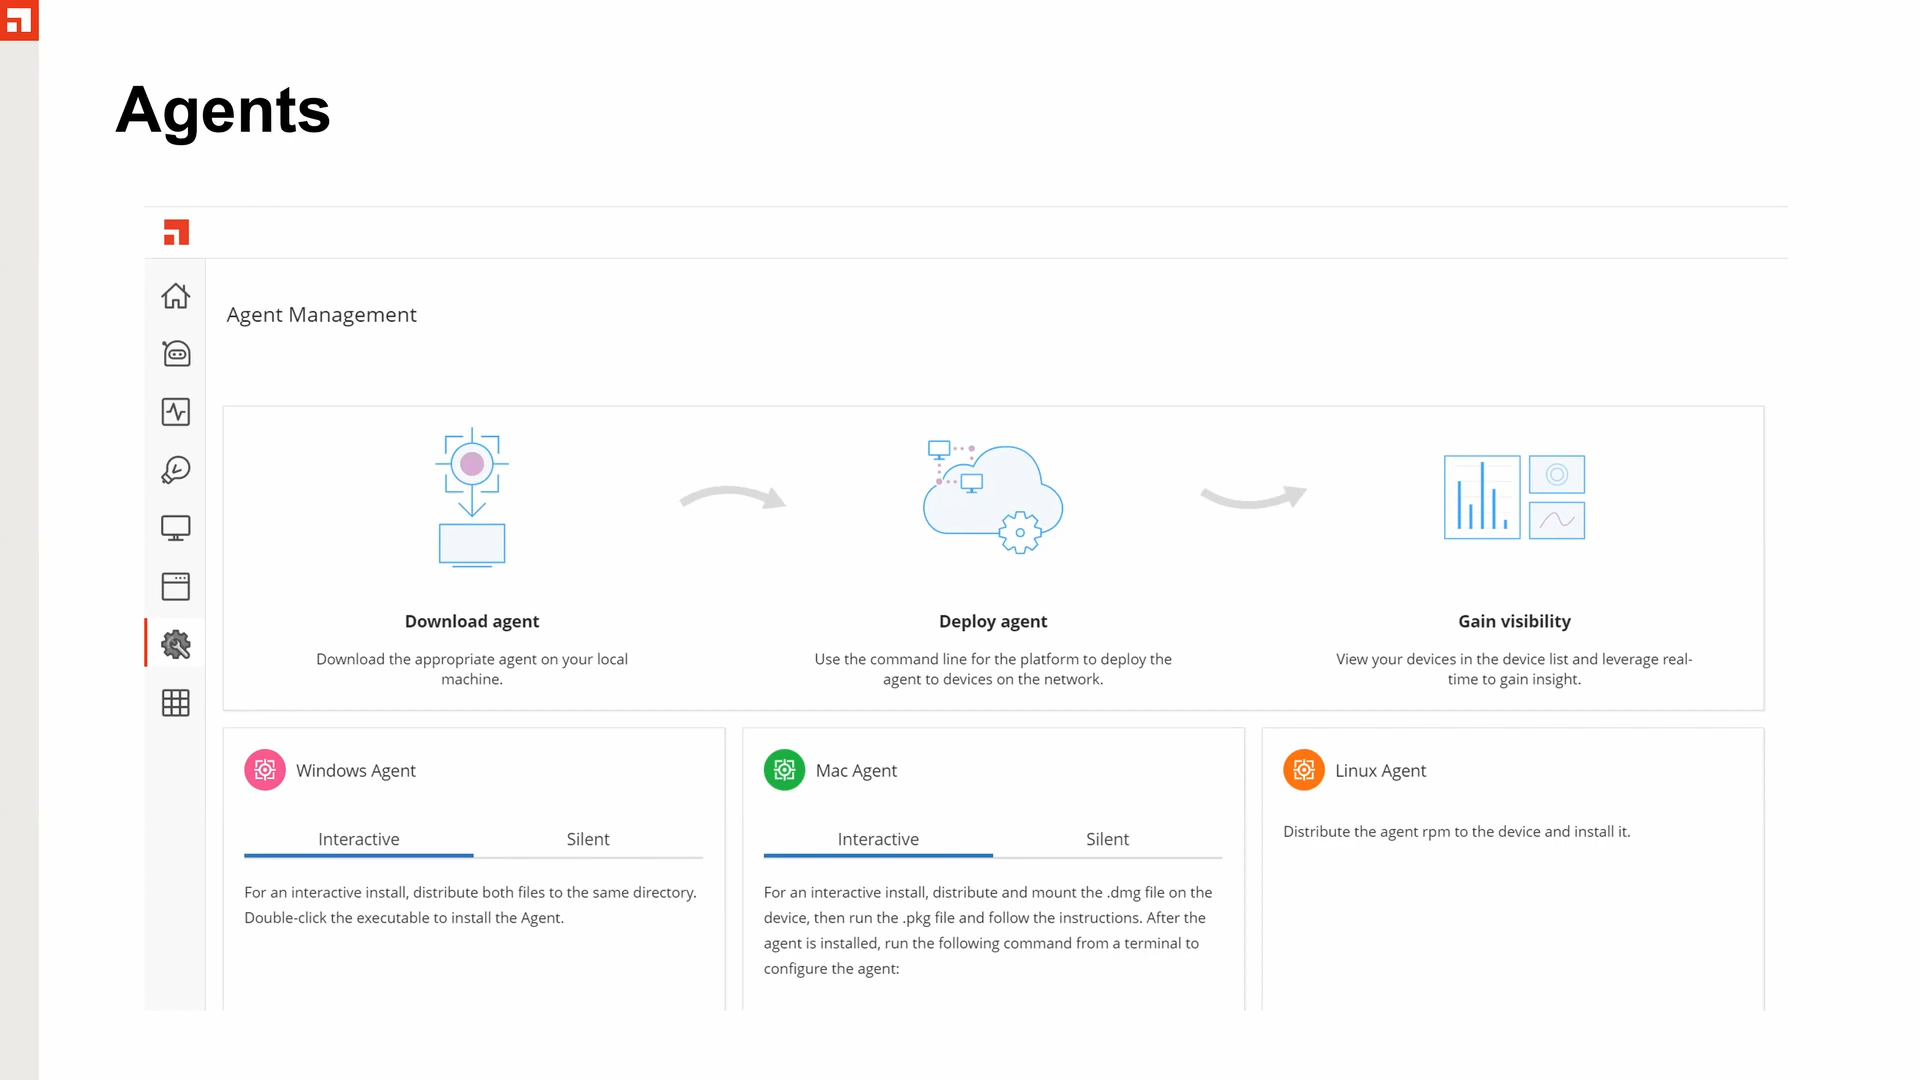 Agents
Agent Management
Download agent
Download the appropriate agent on your local
machine.
Deploy agent
Use the command line for the platform to deploy the
agent to devices on the network.
Gain visibility
View your devices in the device list and leverage real-
time to gain insight.
Windows Agent
Interactive
Silent
For an interactive install, distribute both files to the same directory.
Double-click the executable to install the Agent.
Mac Agent
Interactive
Silent
For an interactive install, distribute and mount the .dmg file on the
device, then run the .pkg file and follow the instructions. After the
agent is installed, run the following command from a terminal to
configure the agent:
Linux Agent
Distribute the agent rpm to the device and install it.